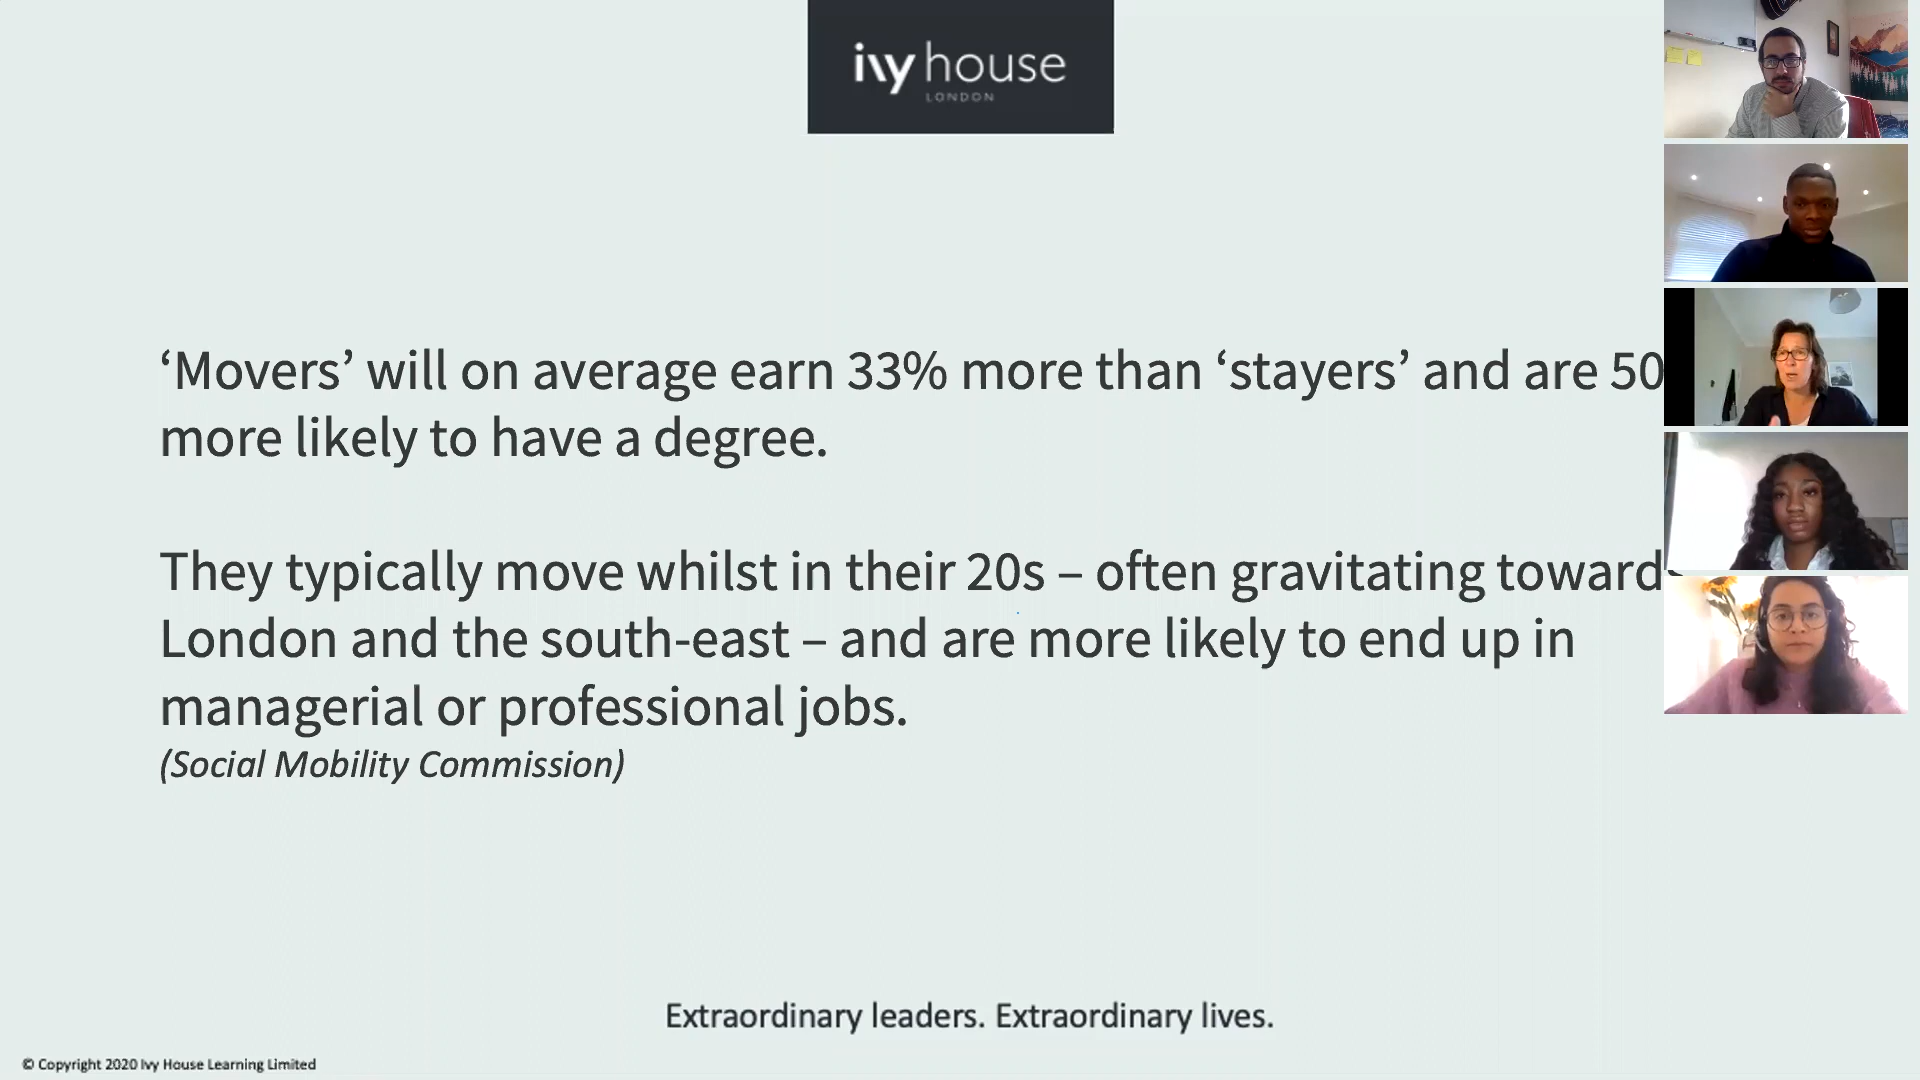 ivy house
LONDON
‘Movers’ will on average earn 33% more than ‘stayers’ and are 50
more likely to have a degree.
They typically move whilst in their 20s – often gravitating towards
London and the south-east – and are more likely to end up in
managerial or professional jobs.
(Social Mobility Commission)
Extraordinary leaders. Extraordinary lives.
© Copyright 2020 Ivy House Learning Limited